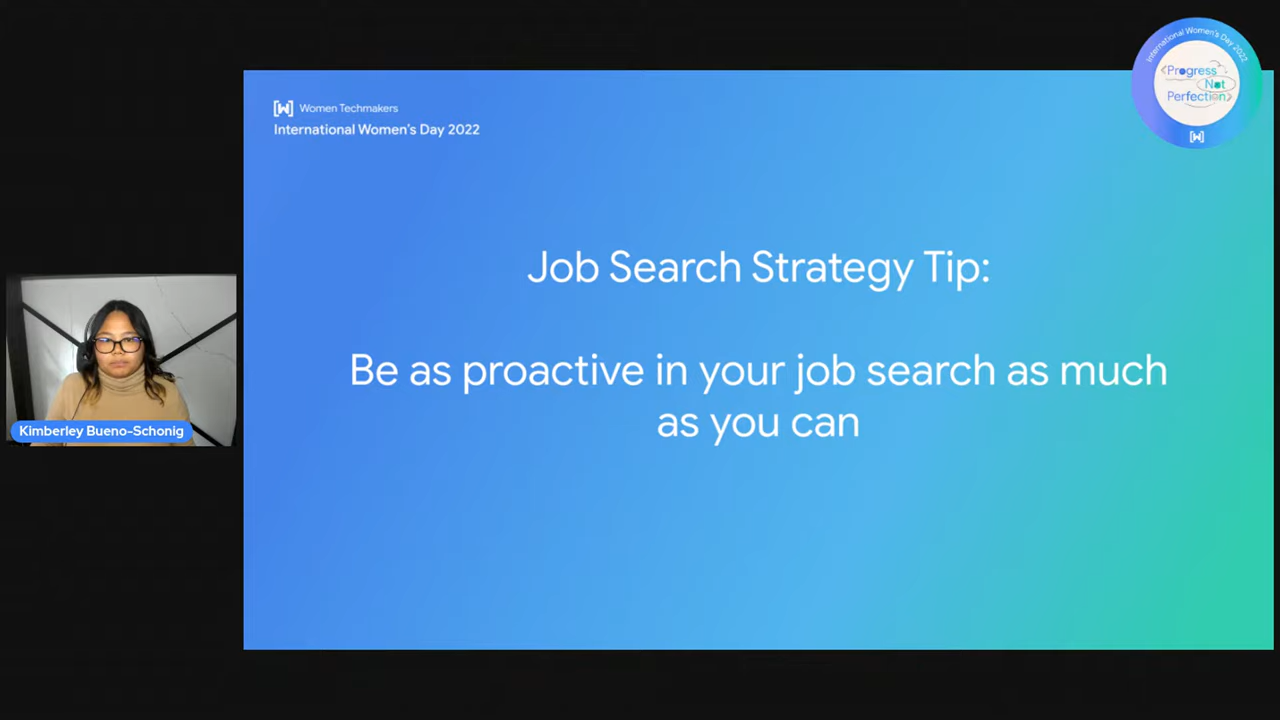 International Women's Day 2022
<Progress
Not
Perfection>
[W]
[W] Women Techmakers
International Women's Day 2022
Job Search Strategy Tip:
Be as proactive in your job search as much
as you can
Kimberley Bueno-Schonig